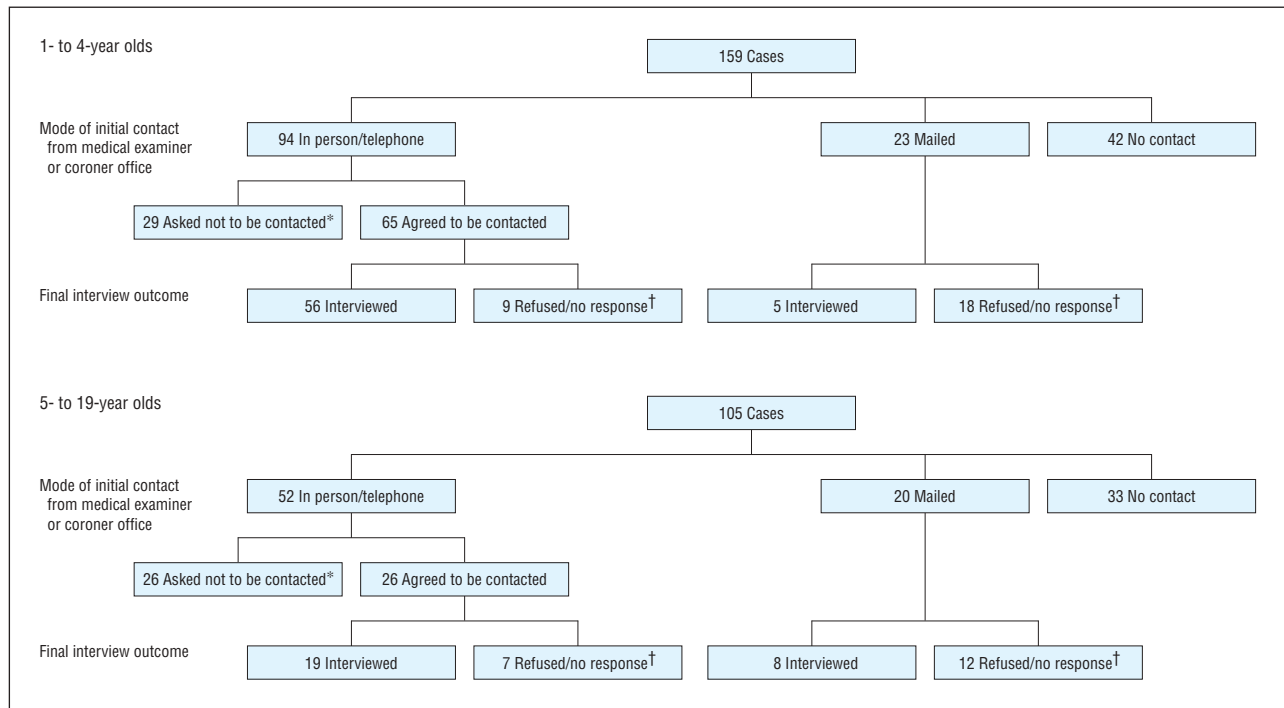 1- to 4-year olds
159 Cases
Mode of initial contact
from medical examiner
or coroner office
94 In person/telephone
23 Mailed
42 No contact
29 Asked not to be contacted*
65 Agreed to be contacted
Final interview outcome
56 Interviewed
9 Refused/no response†
5 Interviewed
18 Refused/no response†
5- to 19-year olds
105 Cases
Mode of initial contact
from medical examiner
or coroner office
52 In person/telephone
20 Mailed
33 No contact
26 Asked not to be contacted*
26 Agreed to be contacted
Final interview outcome
19 Interviewed
7 Refused/no response†
8 Interviewed
12 Refused/no response†